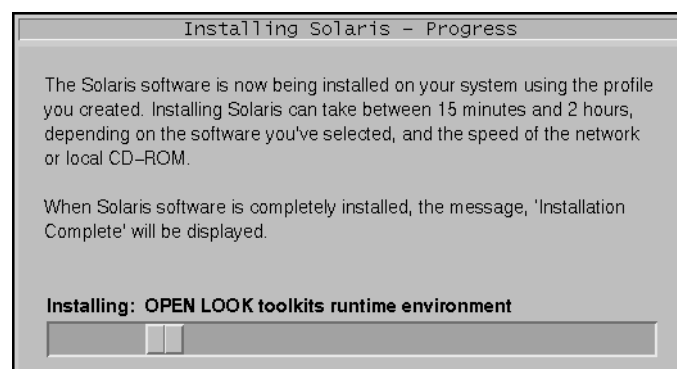 Installing Solaris – Progress
The Solaris software is now being installed on your system using the profile
you created. Installing Solaris can take between 15 minutes and 2 hours,
depending on the software you've selected, and the speed of the network
or local CD–ROM.
When Solaris software is completely installed, the message, 'Installation
Complete' will be displayed.
Installing: OPEN LOOK toolkits runtime environment